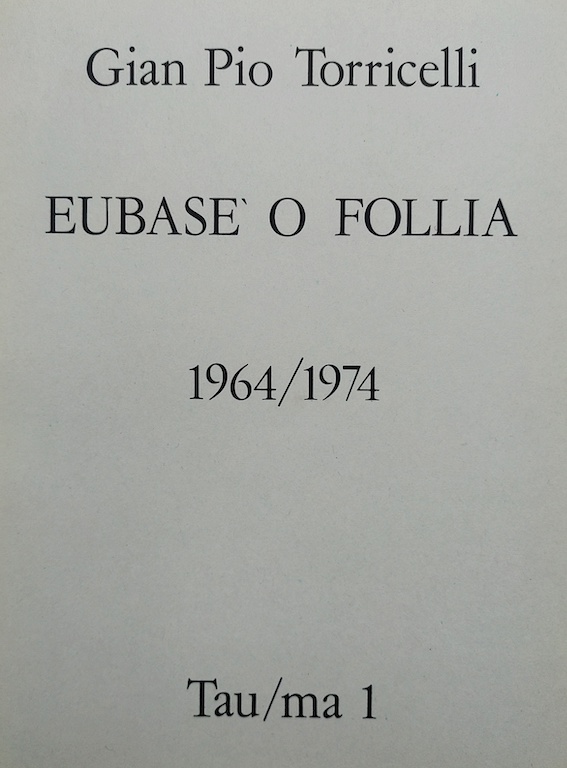 Gian Pio Torricelli
EUBASE` O FOLLIA
1964/1974
Tau/ma 1